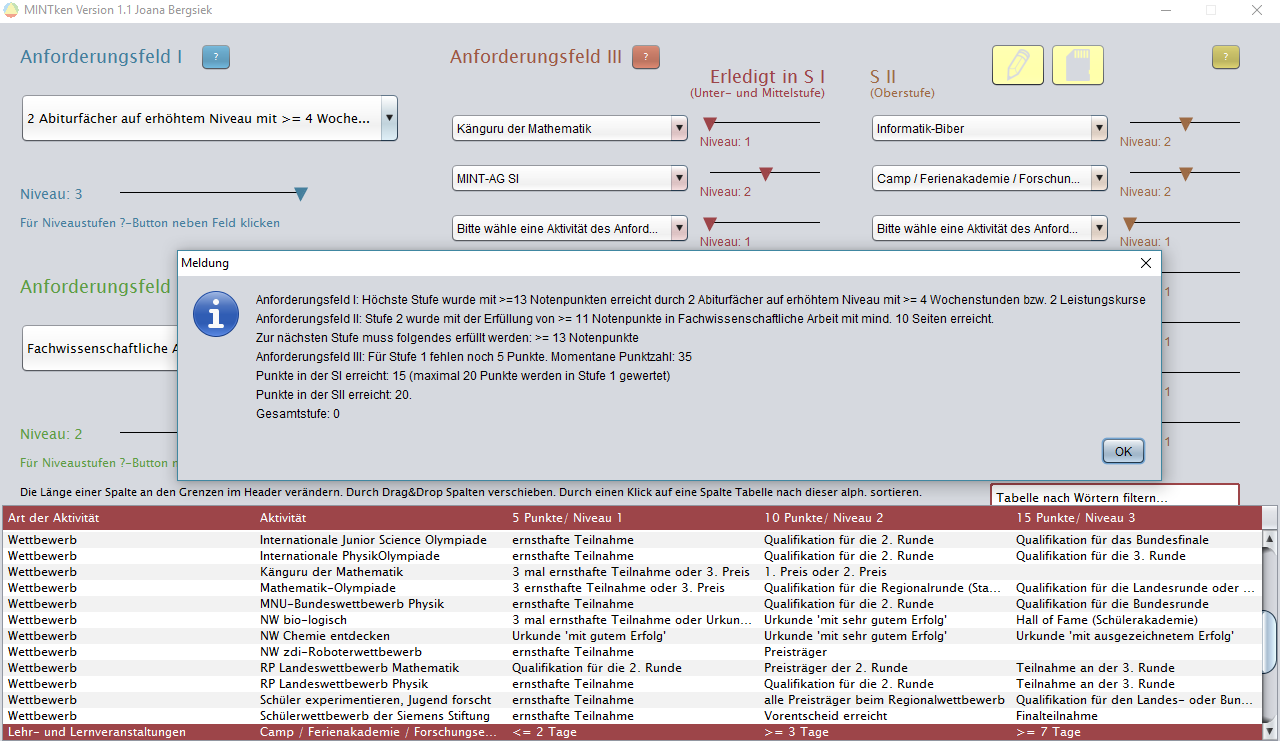 MINTken Version 1.1 Joana Bergsiek
Anforderungsfeld I ?
2 Abiturfächer auf erhöhtem Niveau mit >= 4 Woche...
Niveau: 3
Für Niveaustufen ?-Button neben Feld klicken
Anforderungsfeld III ?
Erledigt in S I
(Unter- und Mittelstufe)
S II
(Oberstufe)
?
Känguru der Mathematik
Niveau: 1
Informatik-Biber
Niveau: 2
MINT-AG SI
Niveau: 2
Camp / Ferienakademie / Forschun...
Niveau: 2
Bitte wähle eine Aktivität des Anford...
Niveau: 1
Bitte wähle eine Aktivität des Anford...
Niveau: 1
Anforderungsfeld
Fachwissenschaftliche A
Niveau: 2
Für Niveaustufen ?-Button n
1
1
1
1
Meldung
Anforderungsfeld I: Höchste Stufe wurde mit >=13 Notenpunkten erreicht durch 2 Abiturfächer auf erhöhtem Niveau mit >= 4 Wochenstunden bzw. 2 Leistungskurse
Anforderungsfeld II: Stufe 2 wurde mit der Erfüllung von >= 11 Notenpunkte in Fachwissenschaftliche Arbeit mit mind. 10 Seiten erreicht.
Zur nächsten Stufe muss folgendes erfüllt werden: >= 13 Notenpunkte
Anforderungsfeld III: Für Stufe 1 fehlen noch 5 Punkte. Momentane Punktzahl: 35
Punkte in der SI erreicht: 15 (maximal 20 Punkte werden in Stufe 1 gewertet)
Punkte in der SII erreicht: 20.
Gesamtstufe: 0
OK
Die Länge einer Spalte an den Grenzen im Header verändern. Durch Drag&Drop Spalten verschieben. Durch einen Klick auf eine Spalte Tabelle nach dieser alph. sortieren.
Tabelle nach Wörtern filtern...
Art der Aktivität Aktivität 5 Punkte/ Niveau 1 10 Punkte/ Niveau 2 15 Punkte/ Niveau 3
Wettbewerb Internationale Junior Science Olympiade ernsthafte Teilnahme Qualifikation für die 2. Runde Qualifikation für das Bundesfinale
Wettbewerb Internationale PhysikOlympiade ernsthafte Teilnahme Qualifikation für die 2. Runde Qualifikation für die 3. Runde
Wettbewerb Känguru der Mathematik 3 mal ernsthafte Teilnahme oder 3. Preis 1. Preis oder 2. Preis
Wettbewerb Mathematik-Olympiade 3 ernsthafte Teilnahme oder 3. Preis Qualifikation für die Regionalrunde (Sta... Qualifikation für die Landesrunde oder ...
Wettbewerb MNU-Bundeswettbewerb Physik ernsthafte Teilnahme Qualifikation für die 2. Runde Qualifikation für die Bundesrunde
Wettbewerb NW bio-logisch 3 mal ernsthafte Teilnahme oder Urkun... Urkunde 'mit sehr gutem Erfolg' Hall of Fame (Schülerakademie)
Wettbewerb NW Chemie entdecken Urkunde 'mit gutem Erfolg' Urkunde 'mit sehr gutem Erfolg' Urkunde 'mit ausgezeichnetem Erfolg'
Wettbewerb NW zdi-Roboterwettbewerb ernsthafte Teilnahme Preisträger
Wettbewerb RP Landeswettbewerb Mathematik Qualifikation für die 2. Runde Preisträger der 2. Runde Teilnahme an der 3. Runde
Wettbewerb RP Landeswettbewerb Physik ernsthafte Teilnahme Qualifikation für die 2. Runde Teilnahme an der 3. Runde
Wettbewerb Schüler experimentieren, Jugend forscht ernsthafte Teilnahme alle Preisträger beim Regionalwettbewerb Qualifikation für den Landes- oder Bun...
Wettbewerb Schülerwettbewerb der Siemens Stiftung ernsthafte Teilnahme Vorentscheid erreicht Finalteilnahme
Lehr- und Lernveranstaltungen Camp / Ferienakademie / Forschungse... <= 2 Tage >= 3 Tage >= 7 Tage